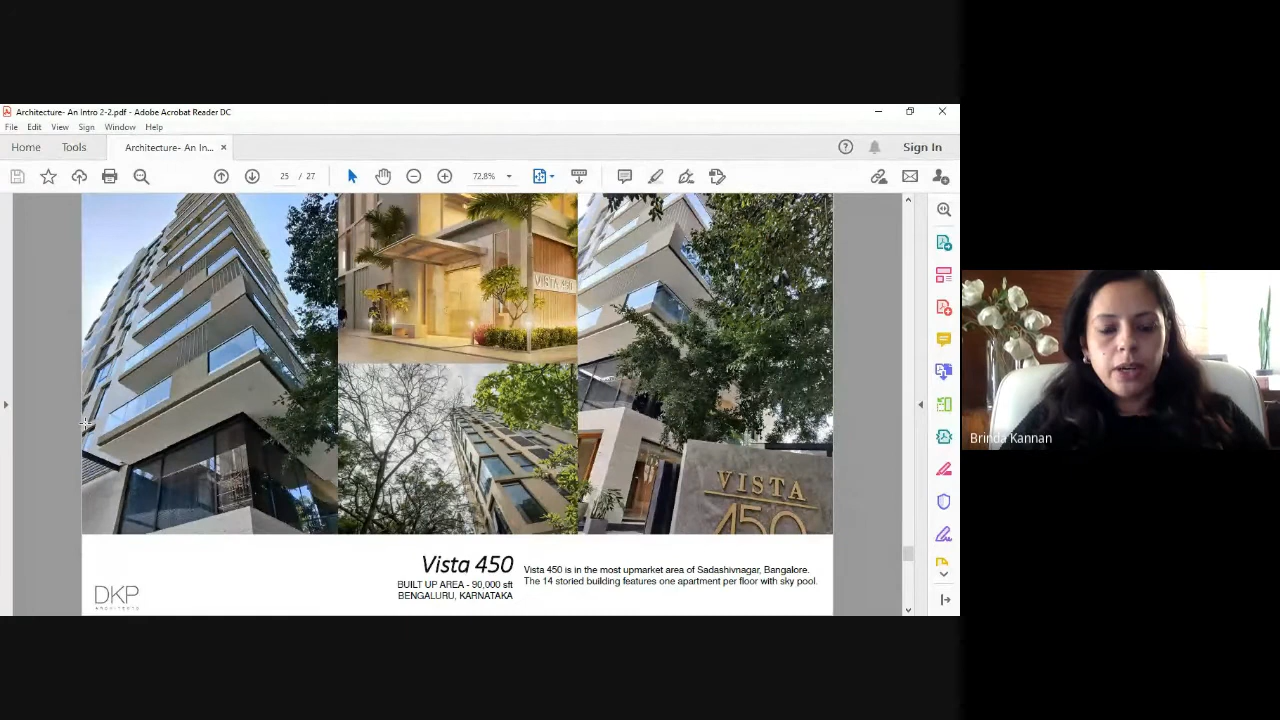 Architecture- An Intro 2-2.pdf - Adobe Acrobat Reader DC
File Edit View Sign Window Help
Home Tools Architecture- An In... × Sign In
25 / 27 72.8%
VISTA 450
VISTA
450
Vista 450
BUILT UP AREA - 90,000 sft
BENGALURU, KARNATAKA
Vista 450 is in the most upmarket area of Sadashivnagar, Bangalore.
The 14 storied building features one apartment per floor with sky pool.
DKP
ARCHITECTS
Brinda Kannan